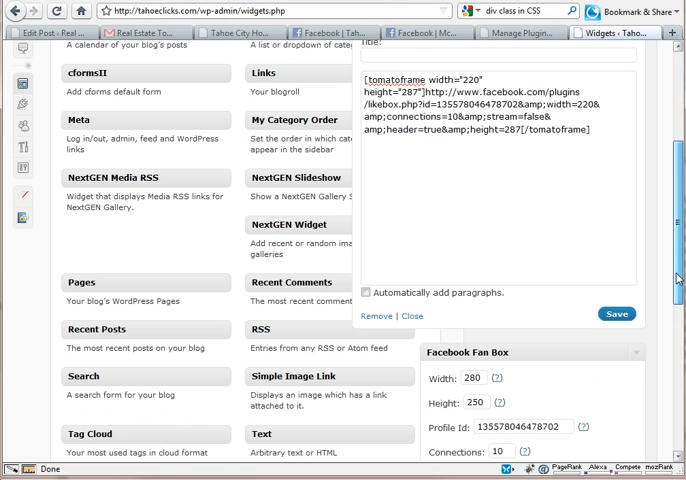 http://tahoeclicks.com/wp-admin/widgets.php
div class in CSS
Bookmark & Share
Edit Post ‹ Real ...
Real Estate To...
Tahoe City Ho...
Facebook | Tah...
Facebook | Mc...
Manage Plugin...
Widgets ‹ Taho...
A calendar of your blog's posts
A list or dropdown of categ
cformsII
Add cforms default form
Links
Your blogroll
Meta
Log in/out, admin, feed and WordPress
links
My Category Order
Set the order in which cate
appear in the sidebar
NextGEN Media RSS
Widget that displays Media RSS links for
NextGEN Gallery.
NextGEN Slideshow
Show a NextGEN Gallery S
NextGEN Widget
Add recent or random ima
galleries
Pages
Your blog's WordPress Pages
Recent Comments
The most recent comment
Recent Posts
The most recent posts on your blog
RSS
Entries from any RSS or Atom feed
Search
A search form for your blog
Simple Image Link
Displays an image which has a link
attached to it.
Tag Cloud
Your most used tags in cloud format
Text
Arbitrary text or HTML
Title:
[tomatoframe width="220"
height="287"]http://www.facebook.com/plugins
/likebox.php?id=135578046478702&amp;width=220&
amp;connections=10&amp;stream=false&
amp;header=true&amp;height=287[/tomatoframe]
Automatically add paragraphs.
Remove | Close
Save
Facebook Fan Box
Width: 280 (?)
Height: 250 (?)
Profile Id: 135578046478702 (?)
Connections: 10 (?)
Done
PageRank
Alexa
Compete
mozRank